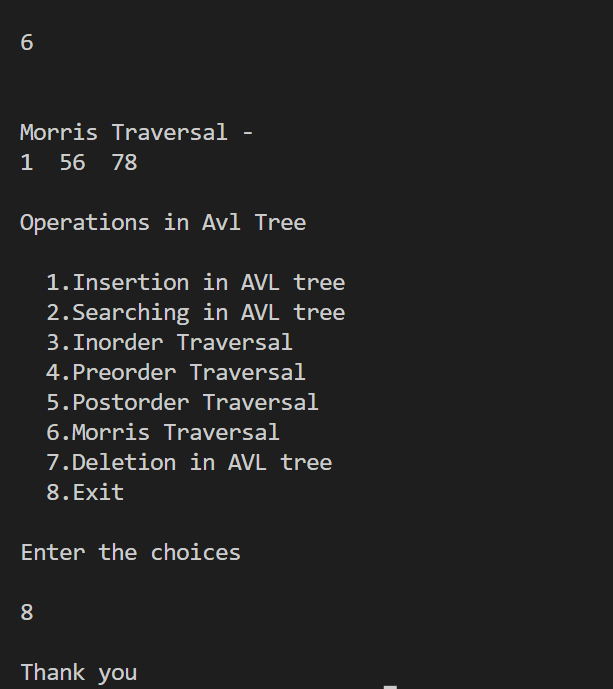 6
Morris Traversal -
1  56  78
Operations in Avl Tree
1.Insertion in AVL tree
2.Searching in AVL tree
3.Inorder Traversal
4.Preorder Traversal
5.Postorder Traversal
6.Morris Traversal
7.Deletion in AVL tree
8.Exit
Enter the choices
8
Thank you